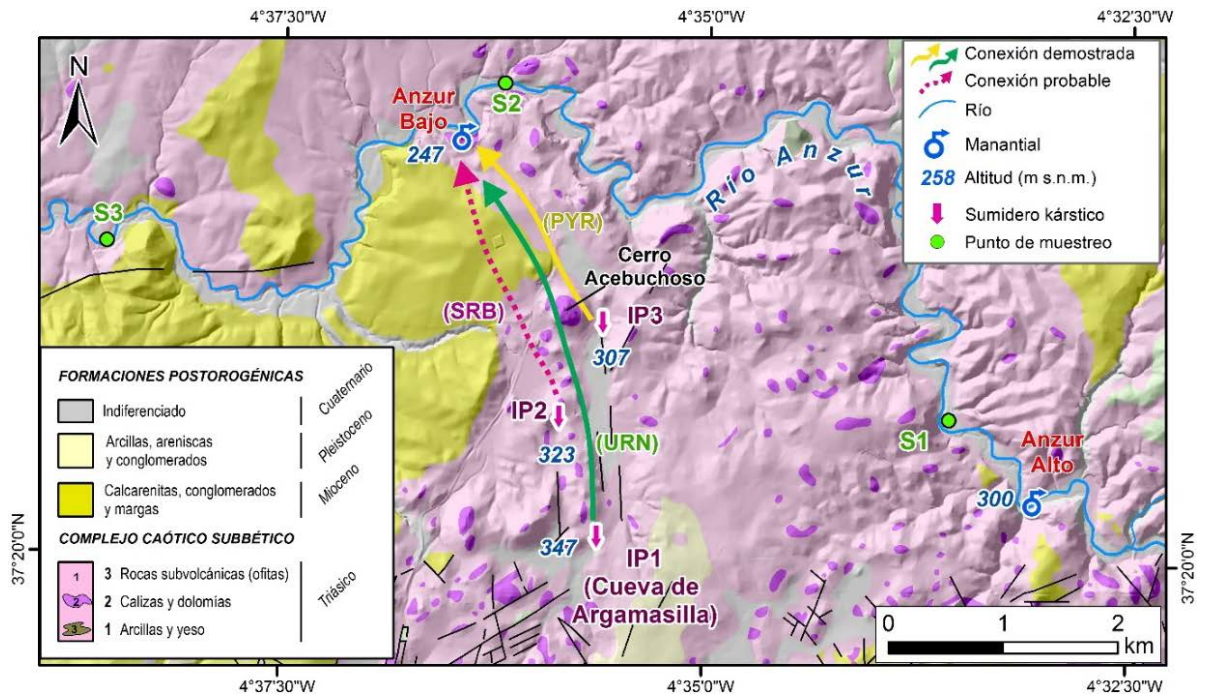 4°37'30"W
4°35'0"W
4°32'30"W
N
Anzur
Bajo
247
S2
Río Anzur
S3
(PYR)
Cerro
Acebuchoso
(SRB)
IP3
307
IP2
323
(URN)
S1
Anzur
Alto
300
347
IP1
(Cueva de
Argamasilla)
37°20'0"N
37°20'0"N
Conexión demostrada
Conexión probable
Río
Manantial
258 Altitud (m s.n.m.)
Sumidero kárstico
Punto de muestreo
FORMACIONES POSTOROGÉNICAS
Indiferenciado
Cuaternario
Arcillas, areniscas
y conglomerados
Pleistoceno
Calcarenitas, conglomerados
y margas
Mioceno
COMPLEJO CAÓTICO SUBBÉTICO
1 3 Rocas subvolcánicas (ofitas)
2 2 Calizas y dolomías
3 1 Arcillas y yeso
Triásico
0 1 2
km
4°37'30"W
4°35'0"W
4°32'30"W